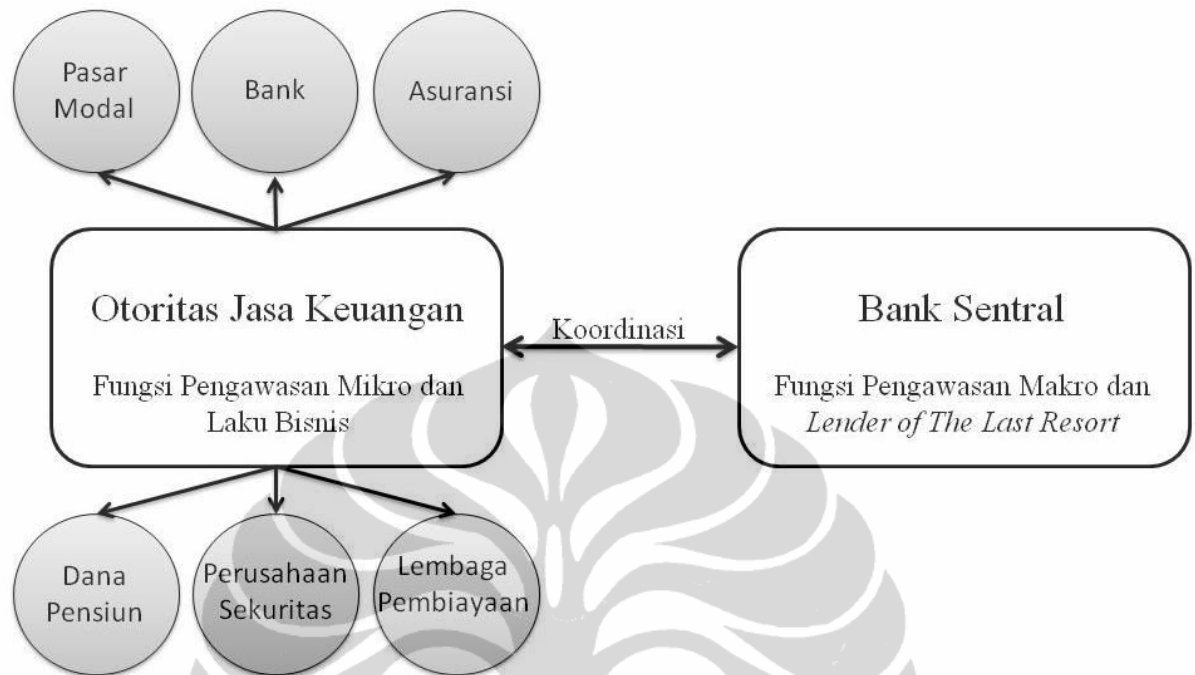 Pasar
Modal
Bank
Asuransi
Otoritas Jasa Keuangan
Fungsi Pengawasan Mikro dan
Laku Bisnis
Koordinasi
Bank Sentral
Fungsi Pengawasan Makro dan
Lender of The Last Resort
Dana
Pensiun
Perusahaan
Sekuritas
Lembaga
Pembiayaan